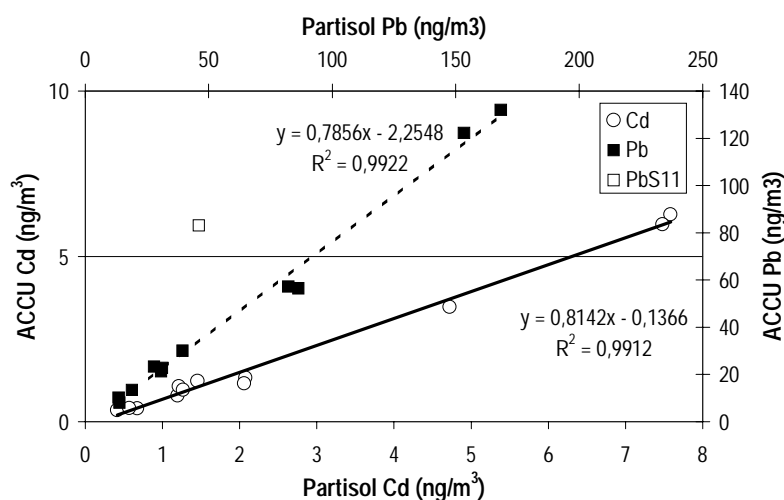 Partisol Pb (ng/m3)
0 50 100 150 200 250
10 140
120
100
80
5
60
40
20
0 0
ACCU Cd (ng/m³)
ACCU Pb (ng/m3)
y = 0,7856x - 2,2548
R² = 0,9922
Cd
Pb
PbS11
y = 0,8142x - 0,1366
R² = 0,9912
0 1 2 3 4 5 6 7 8
Partisol Cd (ng/m³)